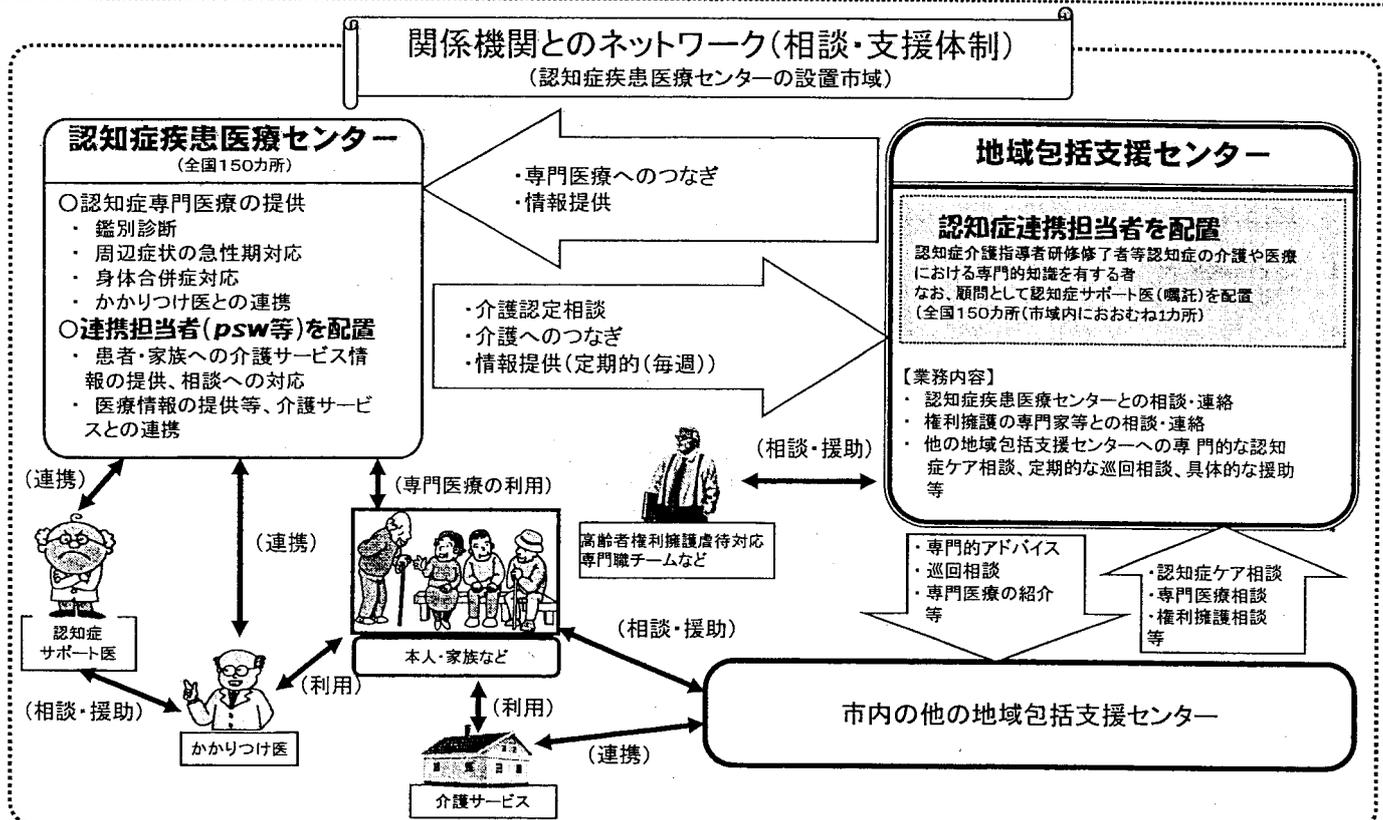 関係機関とのネットワーク(相談・支援体制)
(認知症疾患医療センターの設置市域)
認知症疾患医療センター
(全国150カ所)
○認知症専門医療の提供
・ 鑑別診断
・ 周辺症状の急性期対応
・ 身体合併症対応
・ かかりつけ医との連携
○連携担当者(psw等)を配置
・ 患者・家族への介護サービス情
報の提供、相談への対応
・ 医療情報の提供等、介護サービ
スとの連携
・専門医療へのつなぎ
・情報提供
・介護認定相談
・介護へのつなぎ
・情報提供(定期的(毎週))
地域包括支援センター
認知症連携担当者を配置
認知症介護指導者研修修了者等認知症の介護や医療
における専門的知識を有する者
なお、顧問として認知症サポート医(嘱託)を配置
(全国150カ所(市域内におおむね1カ所)
【業務内容】
・ 認知症疾患医療センターとの相談・連絡
・ 権利擁護の専門家等との相談・連絡
・ 他の地域包括支援センターへの専 門的な認知
症ケア相談、定期的な巡回相談、具体的な援助
等
(連携)
(連携)
(専門医療の利用)
(相談・援助)
高齢者権利擁護虐待対応
専門職チームなど
・専門的アドバイス
・巡回相談
・専門医療の紹介
等
・認知症ケア相談
・専門医療相談
・権利擁護相談
等
認知症
サポート医
本人・家族など
(相談・援助)
(利用)
(相談・援助)
かかりつけ医
(利用)
(連携)
介護サービス
市内の他の地域包括支援センター